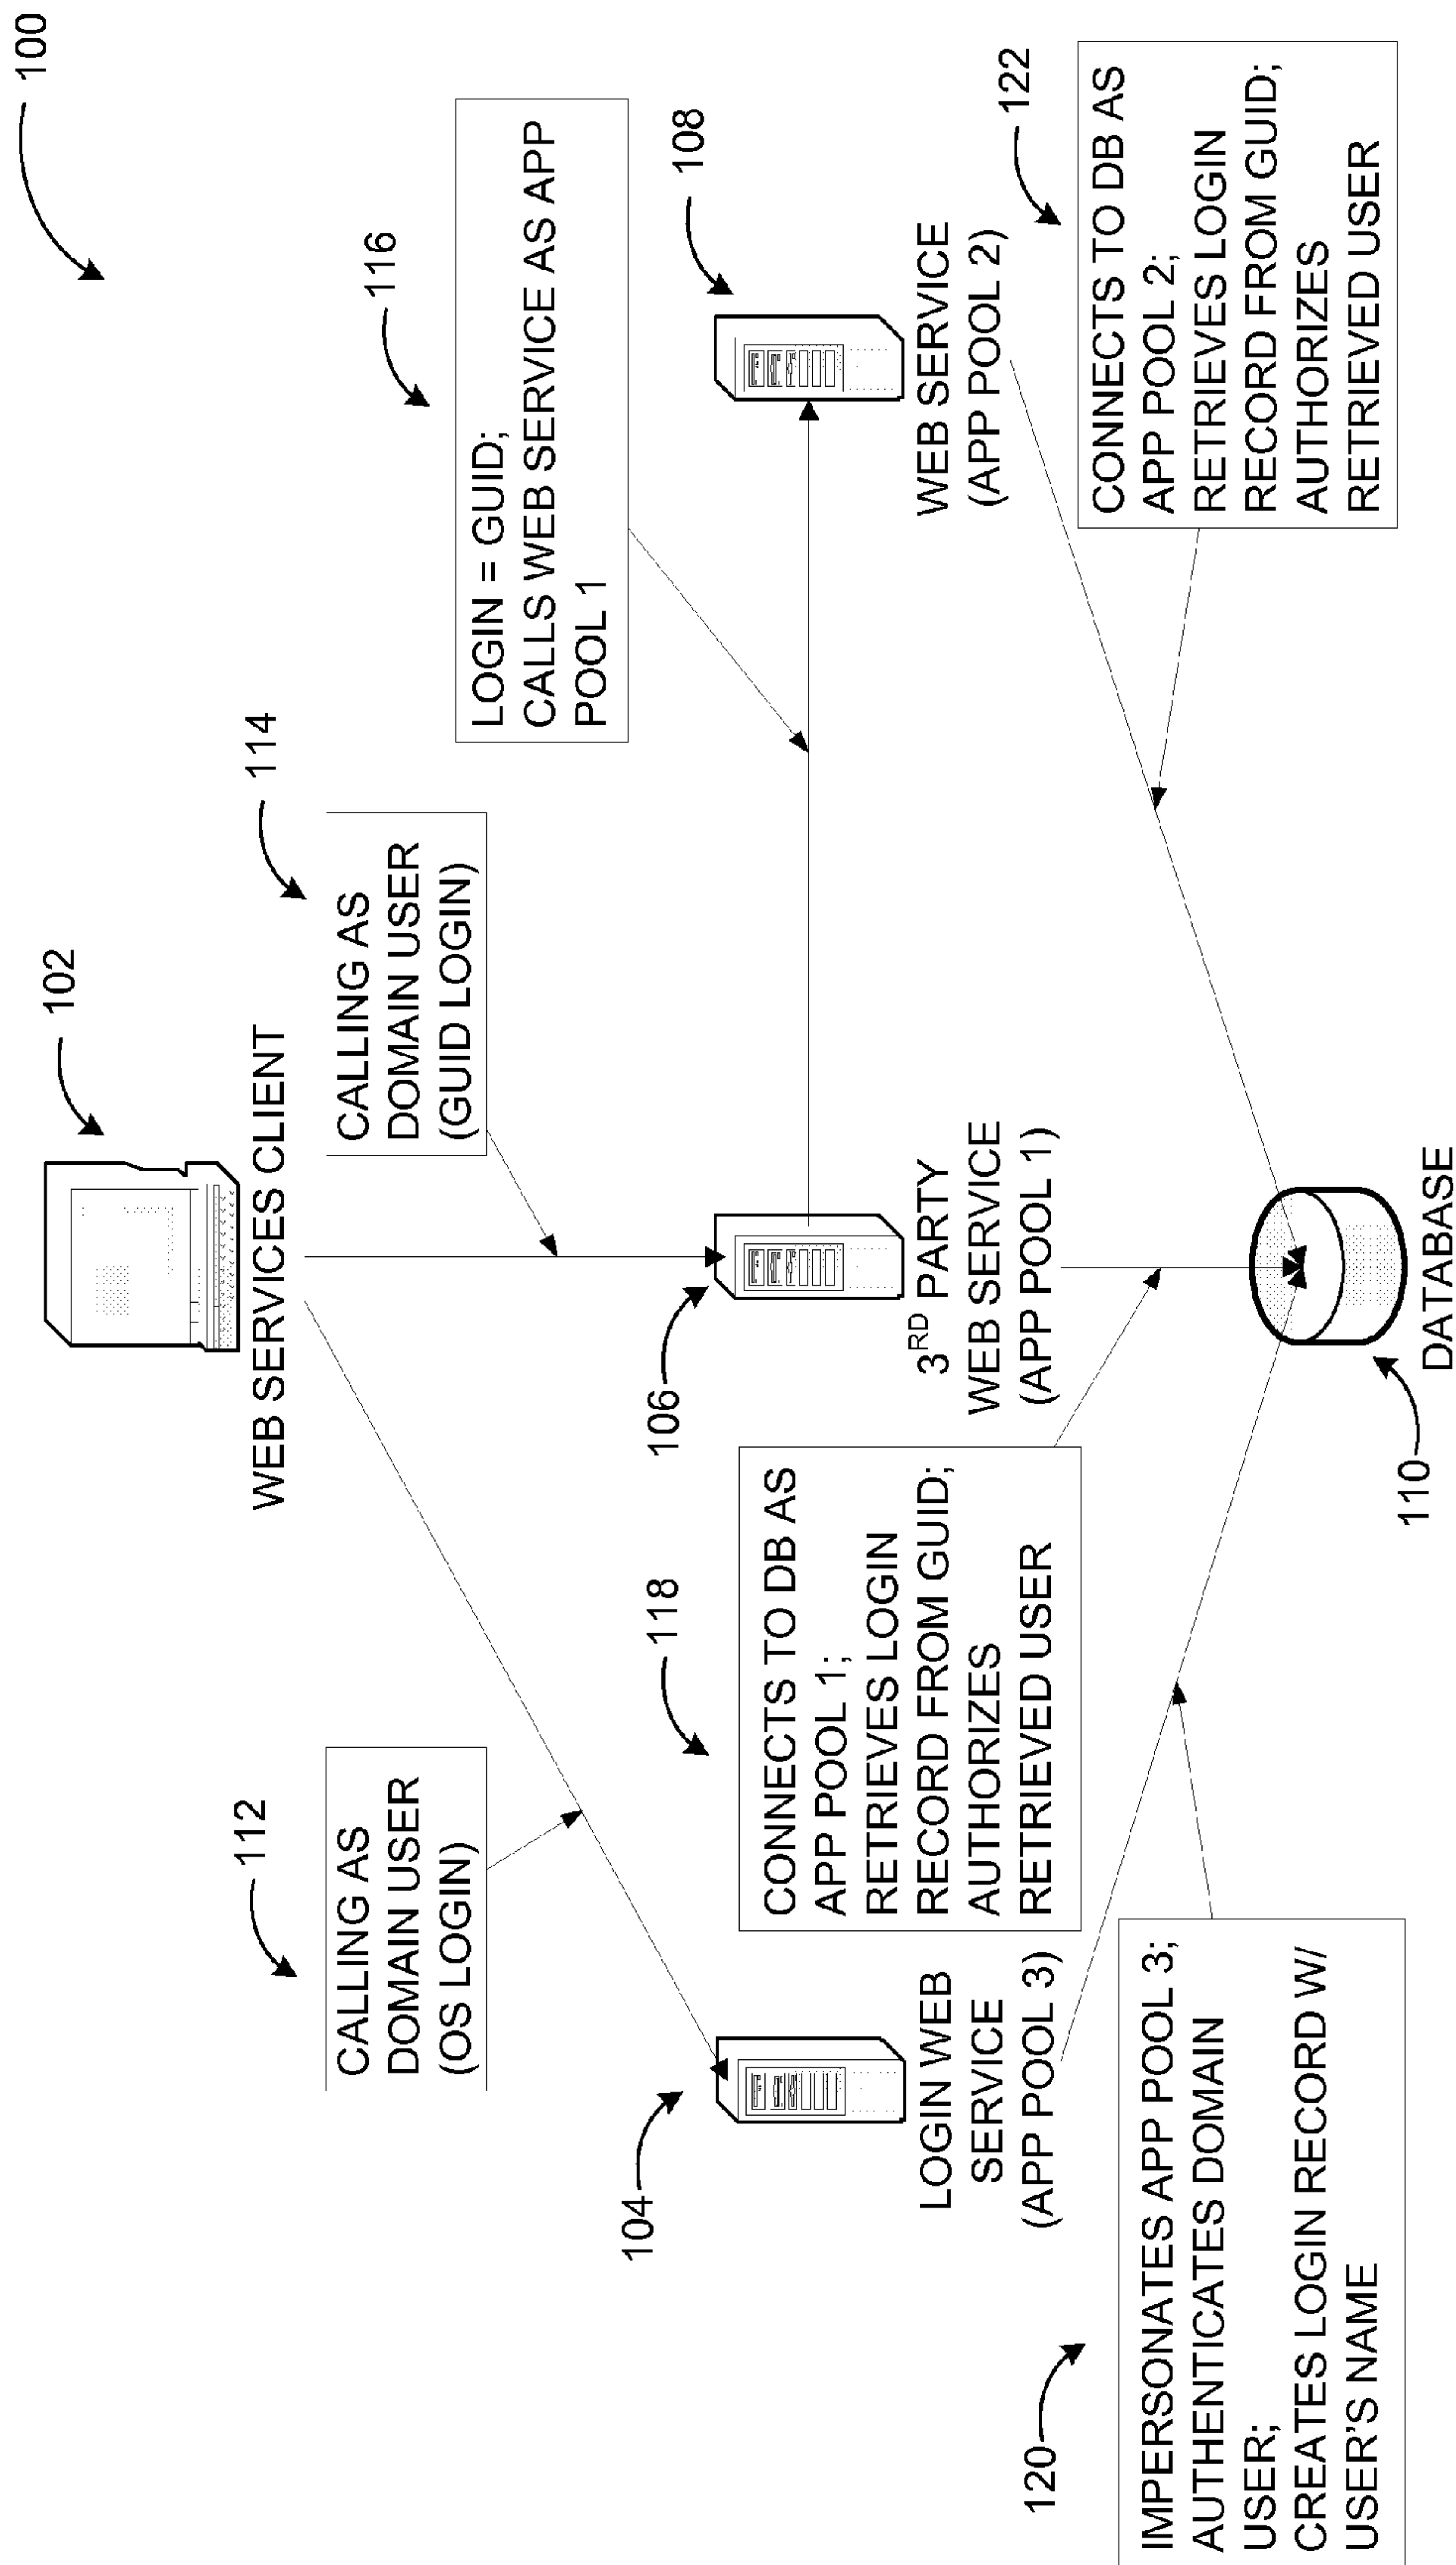 100
102
WEB SERVICES CLIENT
112
CALLING AS
DOMAIN USER
(OS LOGIN)
114
CALLING AS
DOMAIN USER
(GUID LOGIN)
116
LOGIN = GUID;
CALLS WEB SERVICE AS APP
POOL 1
104
LOGIN WEB
SERVICE
(APP POOL 3)
118
CONNECTS TO DB AS
APP POOL 1;
RETRIEVES LOGIN
RECORD FROM GUID;
AUTHORIZES
RETRIEVED USER
106
3RD PARTY
WEB SERVICE
(APP POOL 1)
108
WEB SERVICE
(APP POOL 2)
120
IMPERSONATES APP POOL 3;
AUTHENTICATES DOMAIN
USER;
CREATES LOGIN RECORD W/
USER'S NAME
110
DATABASE
122
CONNECTS TO DB AS
APP POOL 2;
RETRIEVES LOGIN
RECORD FROM GUID;
AUTHORIZES
RETRIEVED USER